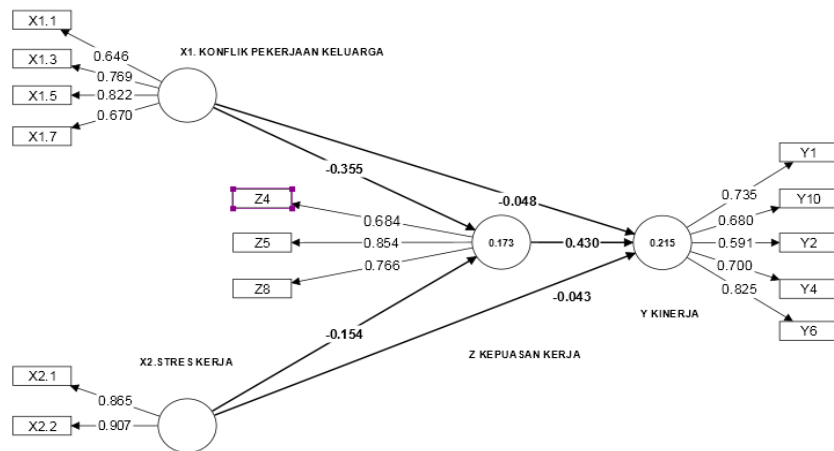 X1.1
X1. KONFLIK PEKERJAAN KELUARGA
0.646
X1.3
0.769
X1.5
0.822
X1.7
0.670
-0.355
Y1
Z4
-0.048
0.735
Y10
0.684
0.680
Z5
0.854
0.173
0.430
0.215
0.591
Y2
0.766
0.700
Z8
-0.043
0.825
Y4
Y KINERJA
Y6
-0.154
X2.STRES KERJA
Z KEPUASAN KERJA
X2.1
0.865
X2.2
0.907